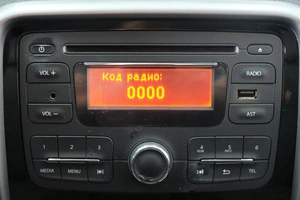 Код радио:
0000
VOL +
RADIO
VOL −
AST
1 2 3 4 5 6
MEDIA MENU TEL